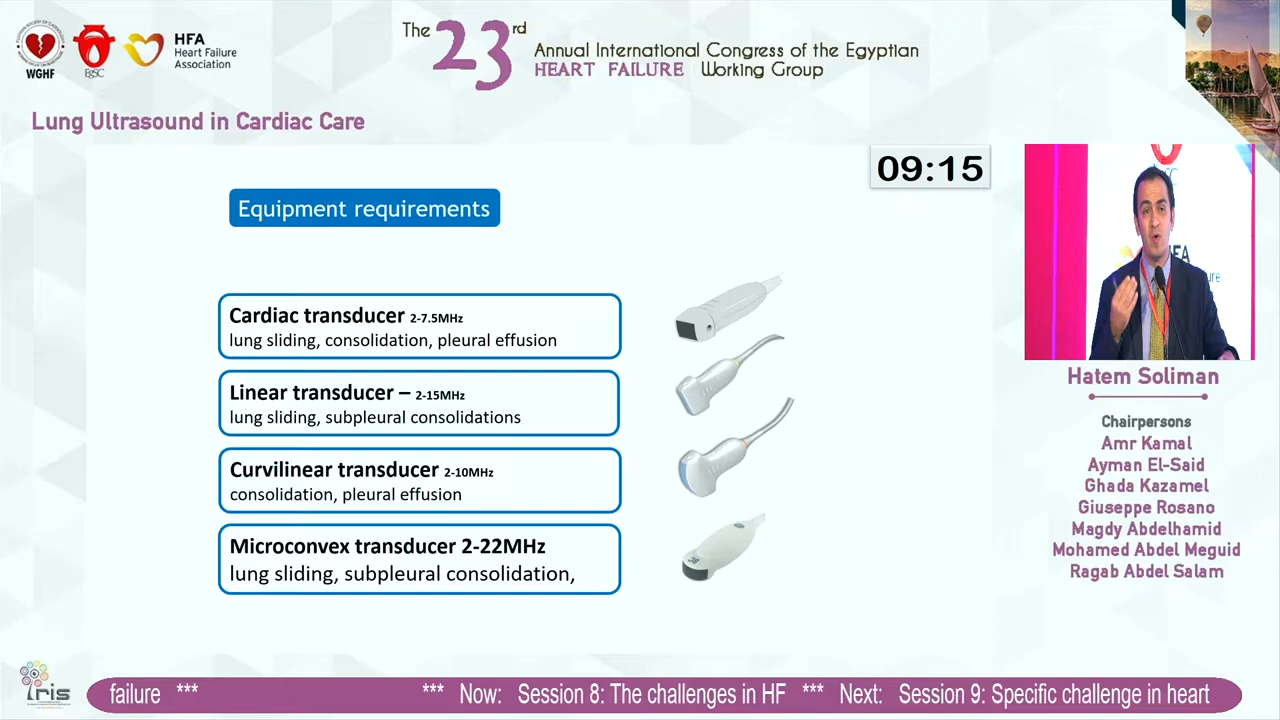 WGHF
EgSC
HFA
Heart Failure
Association
The 23rd
Annual International Congress of the Egyptian
HEART FAILURE Working Group
Lung Ultrasound in Cardiac Care
09:15
Equipment requirements
Cardiac transducer 2-7.5MHz
lung sliding, consolidation, pleural effusion
Linear transducer – 2-15MHz
lung sliding, subpleural consolidations
Curvilinear transducer 2-10MHz
consolidation, pleural effusion
Microconvex transducer 2-22MHz
lung sliding, subpleural consolidation,
Hatem Soliman
Chairpersons
Amr Kamal
Ayman El-Said
Ghada Kazamel
Giuseppe Rosano
Magdy Abdelhamid
Mohamed Abdel Meguid
Ragab Abdel Salam
Iris
failure *** *** Now: Session 8: The challenges in HF *** Next: Session 9: Specific challenge in heart